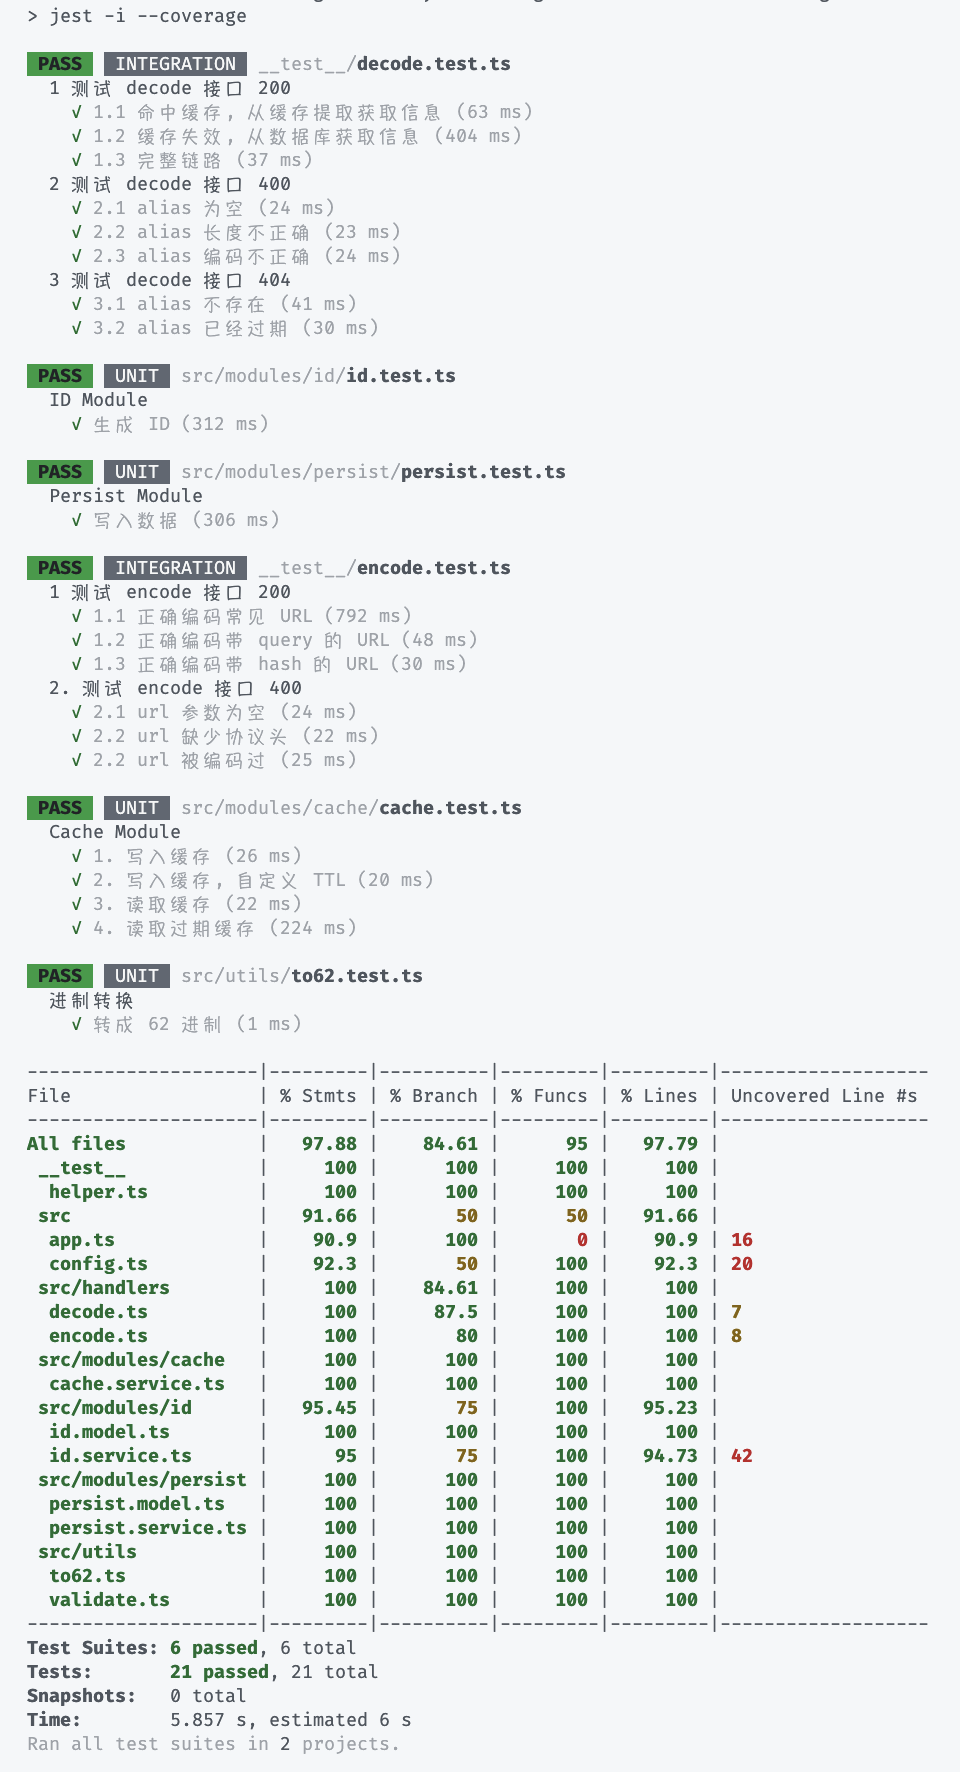 > jest -i --coverage
PASS INTEGRATION __test__/decode.test.ts
1 测试 decode 接口 200
√ 1.1 命中缓存，从缓存提取获取信息 (63 ms)
√ 1.2 缓存失效，从数据库获取信息 (404 ms)
√ 1.3 完整链路 (37 ms)
2 测试 decode 接口 400
√ 2.1 alias 为空 (24 ms)
√ 2.2 alias 长度不正确 (23 ms)
√ 2.3 alias 编码不正确 (24 ms)
3 测试 decode 接口 404
√ 3.1 alias 不存在 (41 ms)
√ 3.2 alias 已经过期 (30 ms)
PASS UNIT src/modules/id/id.test.ts
ID Module
√ 生成 ID (312 ms)
PASS UNIT src/modules/persist/persist.test.ts
Persist Module
√ 写入数据 (306 ms)
PASS INTEGRATION __test__/encode.test.ts
1 测试 encode 接口 200
√ 1.1 正确编码常见 URL (792 ms)
√ 1.2 正确编码带 query 的 URL (48 ms)
√ 1.3 正确编码带 hash 的 URL (30 ms)
2. 测试 encode 接口 400
√ 2.1 url 参数为空 (24 ms)
√ 2.2 url 缺少协议头 (22 ms)
√ 2.2 url 被编码过 (25 ms)
PASS UNIT src/modules/cache/cache.test.ts
Cache Module
√ 1. 写入缓存 (26 ms)
√ 2. 写入缓存，自定义 TTL (20 ms)
√ 3. 读取缓存 (22 ms)
√ 4. 读取过期缓存 (224 ms)
PASS UNIT src/utils/to62.test.ts
进制转换
√ 转成 62 进制 (1 ms)
---------------------|---------|----------|---------|---------|-------------------
File | % Stmts | % Branch | % Funcs | % Lines | Uncovered Line #s
---------------------|---------|----------|---------|---------|-------------------
All files | 97.88 | 84.61 | 95 | 97.79 |
__test__ | 100 | 100 | 100 | 100 |
helper.ts | 100 | 100 | 100 | 100 |
src | 91.66 | 50 | 50 | 91.66 |
app.ts | 90.9 | 100 | 0 | 90.9 | 16
config.ts | 92.3 | 50 | 100 | 92.3 | 20
src/handlers | 100 | 84.61 | 100 | 100 |
decode.ts | 100 | 87.5 | 100 | 100 | 7
encode.ts | 100 | 80 | 100 | 100 | 8
src/modules/cache | 100 | 100 | 100 | 100 |
cache.service.ts | 100 | 100 | 100 | 100 |
src/modules/id | 95.45 | 75 | 100 | 95.23 |
id.model.ts | 100 | 100 | 100 | 100 |
id.service.ts | 95 | 75 | 100 | 94.73 | 42
src/modules/persist | 100 | 100 | 100 | 100 |
persist.model.ts | 100 | 100 | 100 | 100 |
persist.service.ts | 100 | 100 | 100 | 100 |
src/utils | 100 | 100 | 100 | 100 |
to62.ts | 100 | 100 | 100 | 100 |
validate.ts | 100 | 100 | 100 | 100 |
---------------------|---------|----------|---------|---------|-------------------
Test Suites: 6 passed, 6 total
Tests: 21 passed, 21 total
Snapshots: 0 total
Time: 5.857 s, estimated 6 s
Ran all test suites in 2 projects.